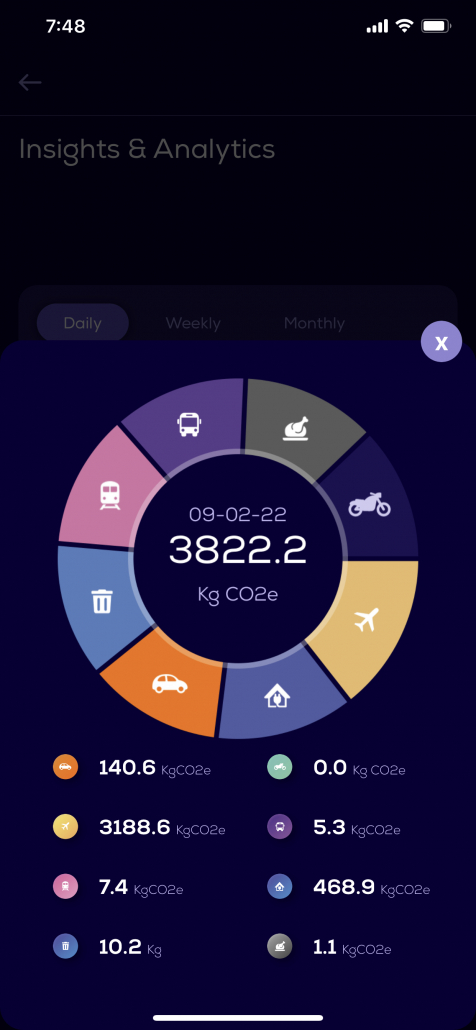 7:48
Insights & Analytics
Daily Weekly Monthly
x
09-02-22
3822.2
Kg CO2e
140.6 KgCO2e
0.0 Kg CO2e
3188.6 KgCO2e
5.3 KgCO2e
7.4 KgCO2e
468.9 KgCO2e
10.2 Kg
1.1 KgCO2e